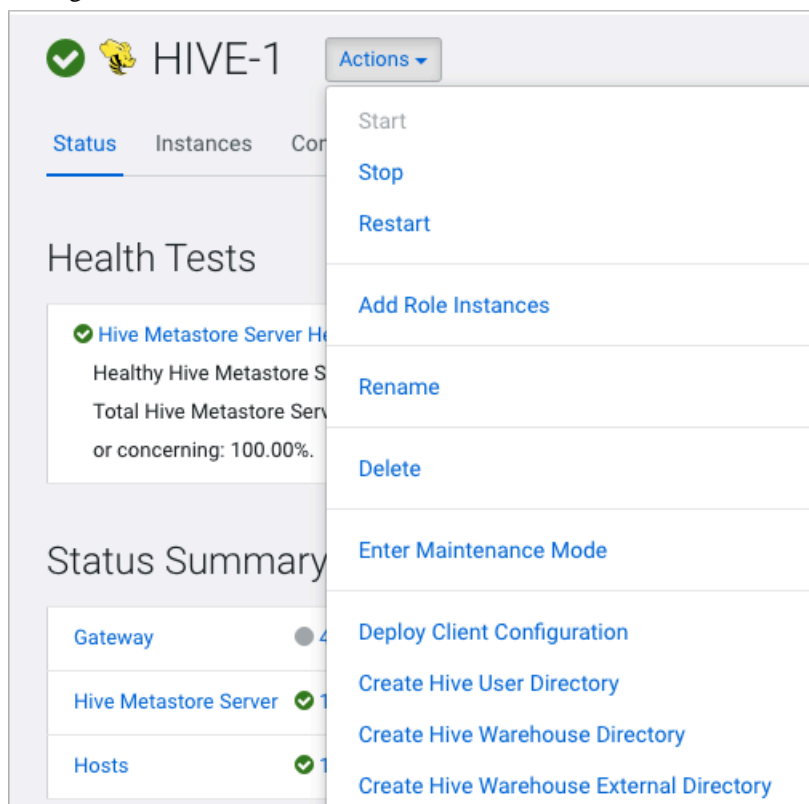 HIVE-1
Actions
Status Instances
Start
Stop
Restart
Add Role Instances
Rename
Delete
Enter Maintenance Mode
Deploy Client Configuration
Create Hive User Directory
Create Hive Warehouse Directory
Create Hive Warehouse External Directory
Health Tests
Hive Metastore Server
Healthy Hive Metastore
Total Hive Metastore
or concerning: 100.00%.
Status Summary
Gateway
Hive Metastore Server 1
Hosts 1